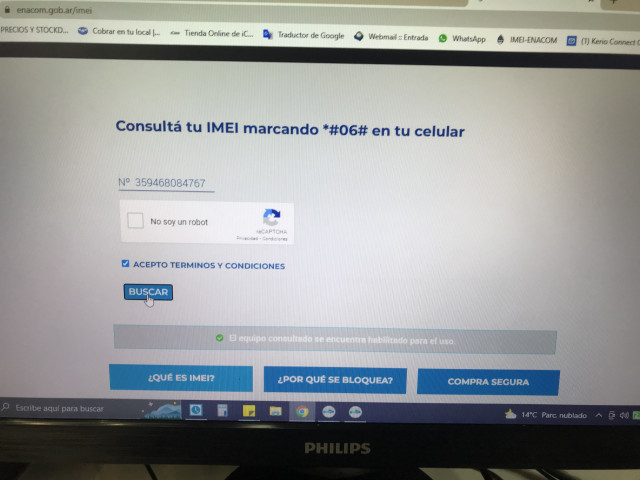 enacom.gob.ar/imei
PRECIOS Y STOCKD... Cobrar en tu local |... Tienda Online de iC... Traductor de Google Webmail :: Entrada WhatsApp IMEI-ENACOM (1) Kerio Connect
Consultá tu IMEI marcando *#06# en tu celular
Nº 359468084767
No soy un robot
reCAPTCHA
Privacidad - Condiciones
ACEPTO TERMINOS Y CONDICIONES
BUSCAR
El equipo consultado se encuentra habilitado para el uso.
¿QUÉ ES IMEI? ¿POR QUÉ SE BLOQUEA? COMPRA SEGURA
Escribe aquí para buscar 14°C Parc. nublado
PHILIPS